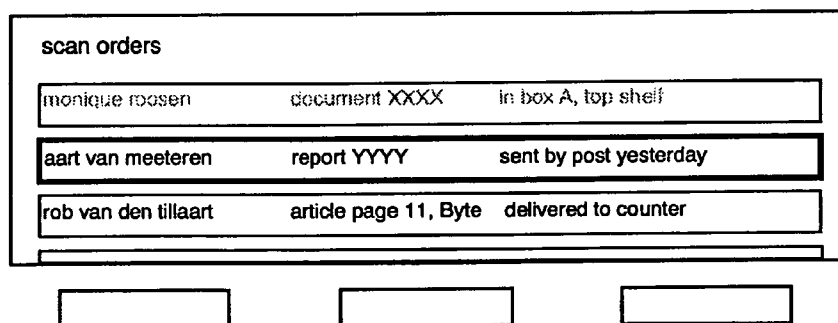 scan orders
monique roosen document XXXX in box A, top shelf
aart van meeteren report YYYY sent by post yesterday
rob van den tillaart article page 11, Byte delivered to counter